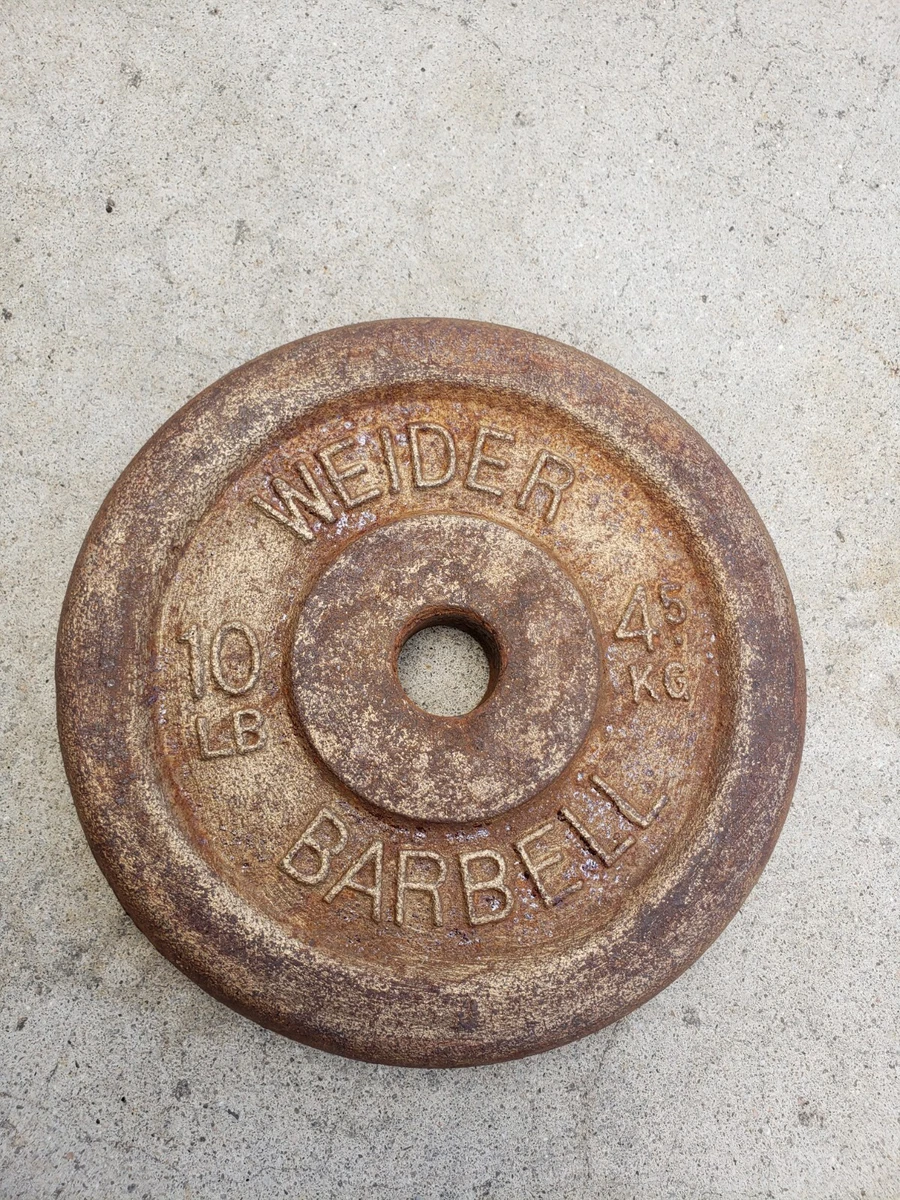 WEIDER
10
LB
4.5
KG
BARBELL